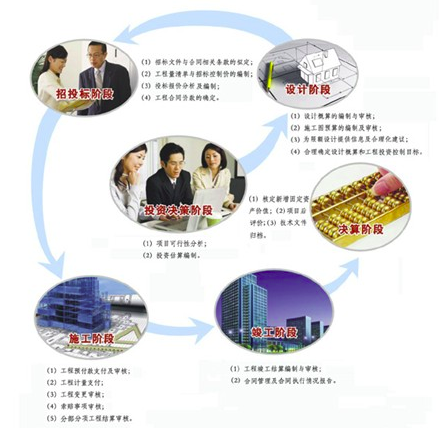 招投标阶段
(1) 招标文件与合同相关条款的拟定;
(2) 工程量清单与招标控制价的编制;
(3) 投标报价分析及编制;
(4) 工程合同价款的确定。
设计阶段
(1) 设计概算的编制与审核;
(2) 施工图预算的编制及审核;
(3) 为限额设计提供信息及合理化建议;
(4) 合理确定设计概算和工程投资控制目标。
投资决策阶段
(1) 项目可行性分析;
(2) 投资估算编制。
(1) 核定新增固定资
产价值; (2)项目后
评价;(3) 技术文件
归档。
决算阶段
施工阶段
(1) 工程预付款支付及审核;
(2) 工程计量支付;
(3) 工程变更审核;
(4) 索赔事项审核;
(5) 分部分项工程结算审核。
竣工阶段
(1) 工程竣工结算编制与审核;
(2) 合同管理及合同执行情况报告。